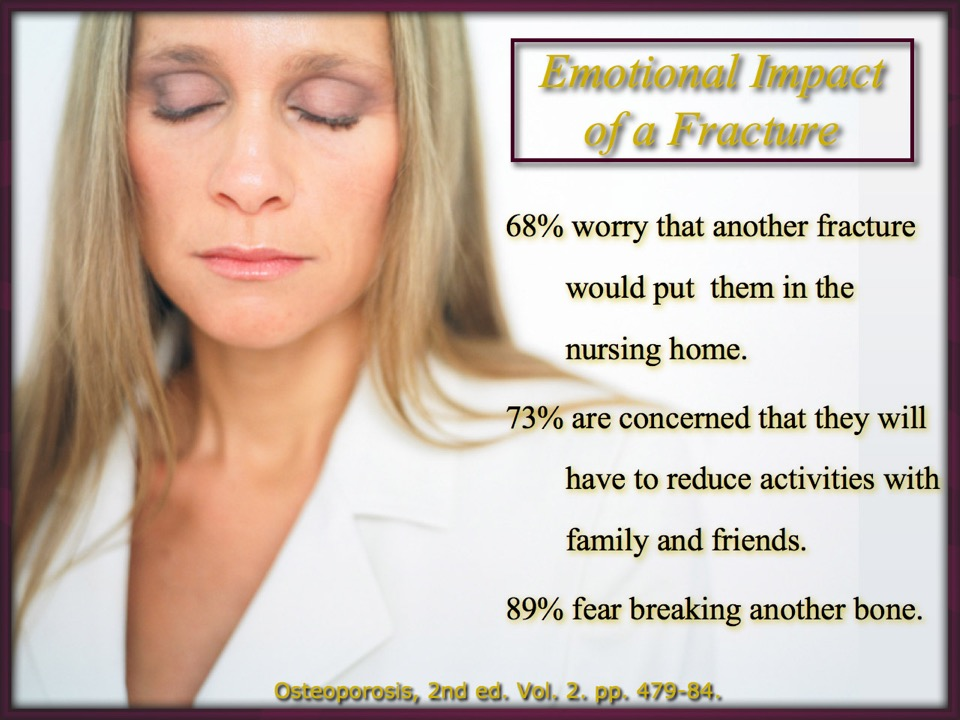 Emotional Impact
of a Fracture
68% worry that another fracture
would put  them in the
nursing home.
73% are concerned that they will
have to reduce activities with
family and friends.
89% fear breaking another bone.
Osteoporosis, 2nd ed. Vol. 2. pp. 479-84.